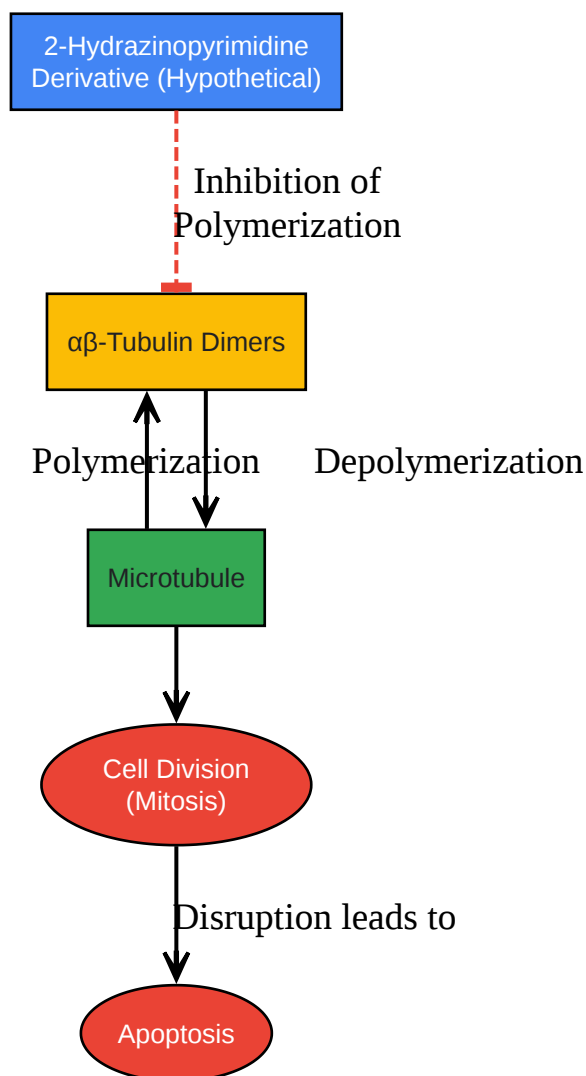 2-Hydrazinopyrimidine
Derivative (Hypothetical)
Inhibition of
Polymerization
αβ-Tubulin Dimers
Polymerization
Depolymerization
Microtubule
Cell Division
(Mitosis)
Disruption leads to
Apoptosis